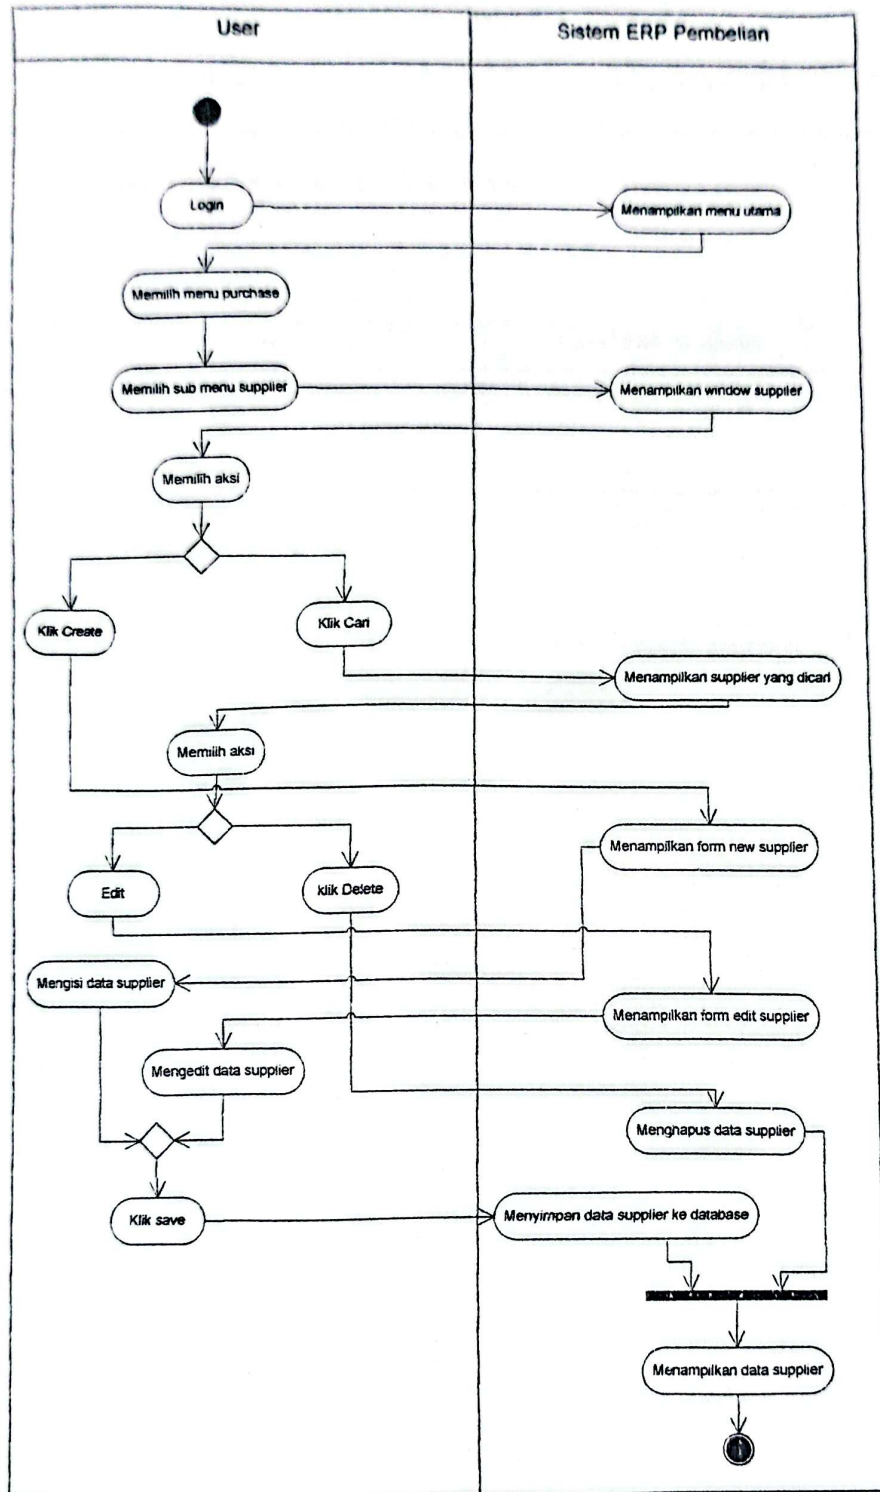 User
Sistem ERP Pembelian
Login
Menampilkan menu utama
Memilih menu purchase
Memilih sub menu supplier
Menampilkan window supplier
Memilih aksi
Klik Create
Klik Cari
Menampilkan supplier yang dicari
Memilih aksi
Menampilkan form new supplier
Edit
klik Delete
Mengisi data supplier
Menampilkan form edit supplier
Mengedit data supplier
Menghapus data supplier
Klik save
Menyimpan data supplier ke database
Menampilkan data supplier